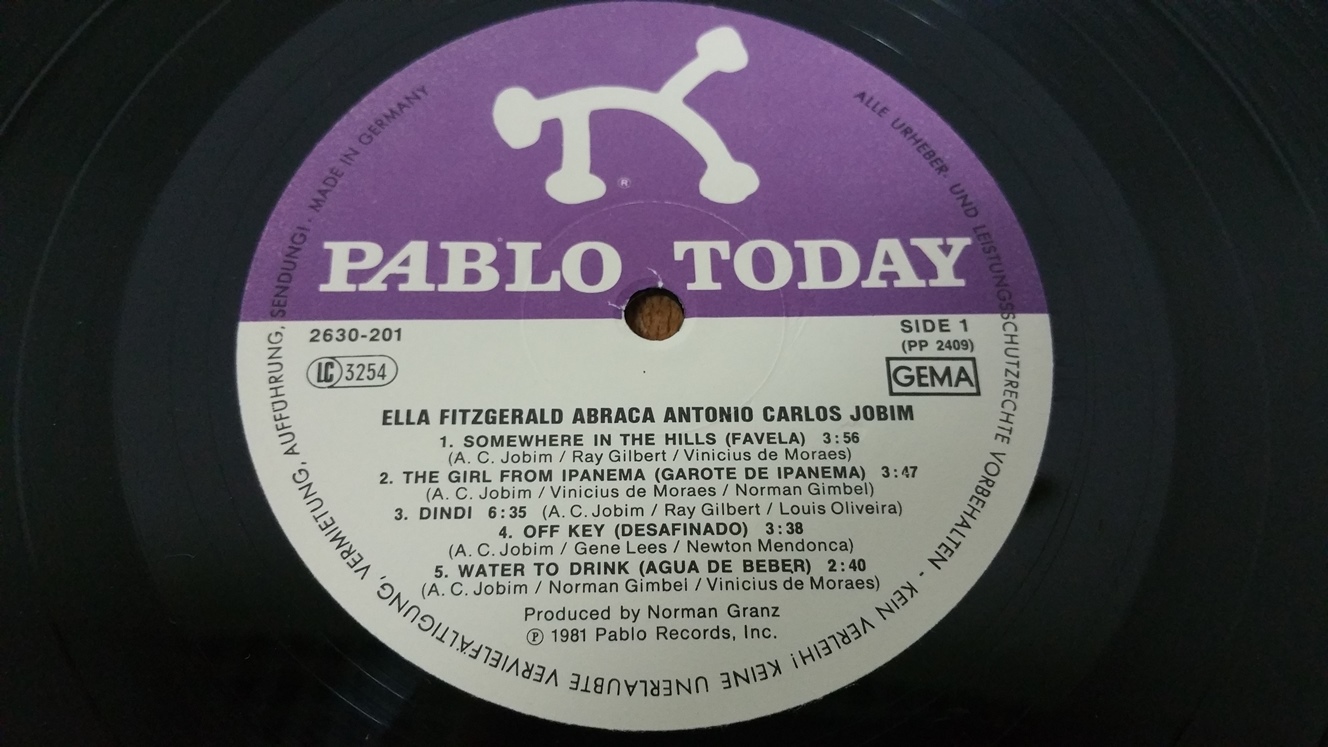 ®
PABLO TODAY
2630-201
SIDE 1
(PP 2409)
LC 3254
GEMA
ELLA FITZGERALD ABRACA ANTONIO CARLOS JOBIM
1. SOMEWHERE IN THE HILLS (FAVELA) 3:56
(A. C. Jobim / Ray Gilbert / Vinicius de Moraes)
2. THE GIRL FROM IPANEMA (GAROTE DE IPANEMA) 3:47
(A. C. Jobim / Vinicius de Moraes / Norman Gimbel)
3. DINDI 6:35 (A. C. Jobim / Ray Gilbert / Louis Oliveira)
4. OFF KEY (DESAFINADO) 3:38
(A. C. Jobim / Gene Lees / Newton Mendonca)
5. WATER TO DRINK (AGUA DE BEBER) 2:40
(A. C. Jobim / Norman Gimbel / Vinicius de Moraes)
Produced by Norman Granz
℗ 1981 Pablo Records, Inc.
ALLE URHEBER- UND LEISTUNGSSCHUTZRECHTE VORBEHALTEN - KEIN VERLEIH! KEINE UNERLAUBTE VERVIELFÄLTIGUNG, VERMIETUNG, AUFFÜHRUNG, SENDUNG! · MADE IN GERMANY